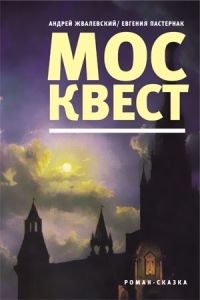 АНДРЕЙ ЖВАЛЕВСКИЙ/ ЕВГЕНИЯ ПАСТЕРНАК
МОС
КВЕСТ
РОМАН-СКАЗКА